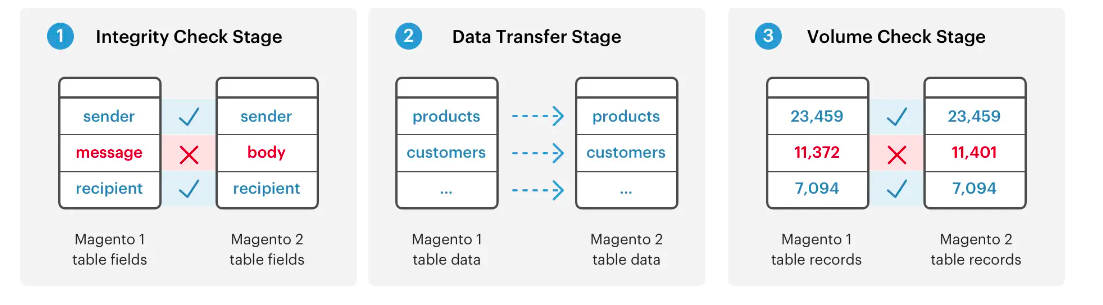 1 Integrity Check Stage
sender sender
message body
recipient recipient
Magento 1 Magento 2
table fields table fields
2 Data Transfer Stage
products products
customers customers
... ...
Magento 1 Magento 2
table data table data
3 Volume Check Stage
23,459 23,459
11,372 11,401
7,094 7,094
Magento 1 Magento 2
table records table records